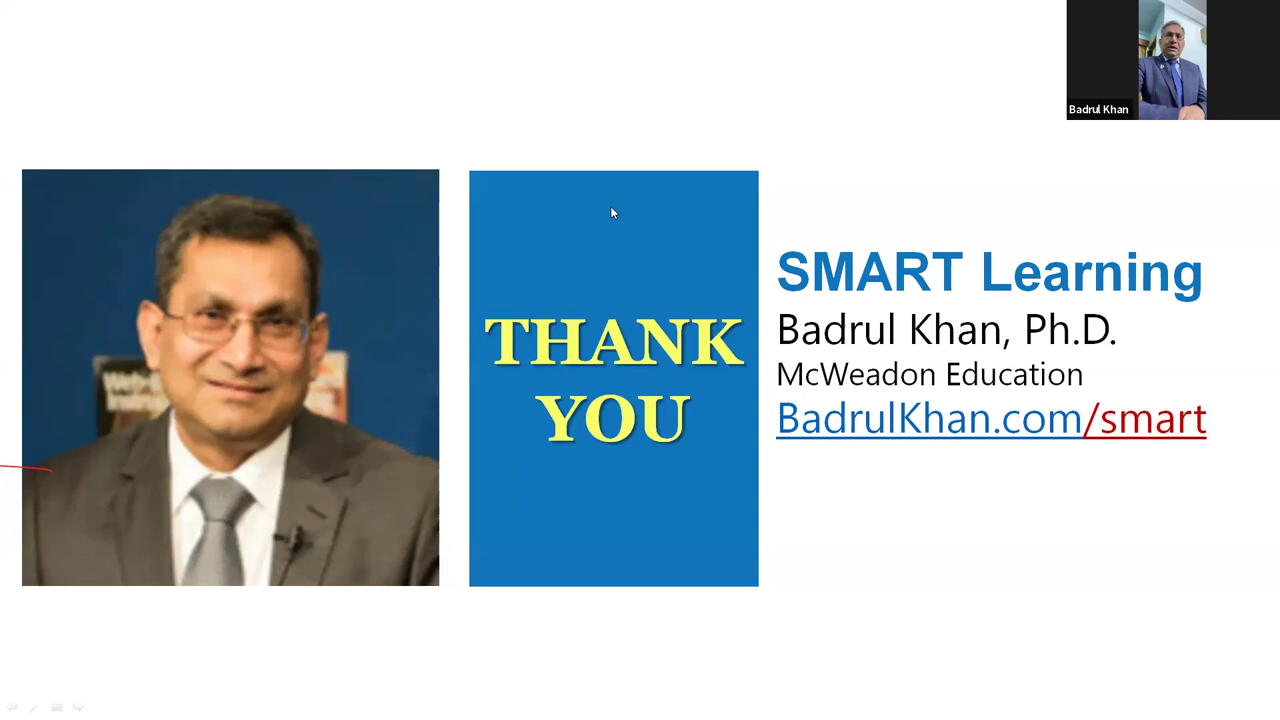 Badrul Khan
THANK
YOU
SMART Learning
Badrul Khan, Ph.D.
McWeadon Education
BadrulKhan.com/smart